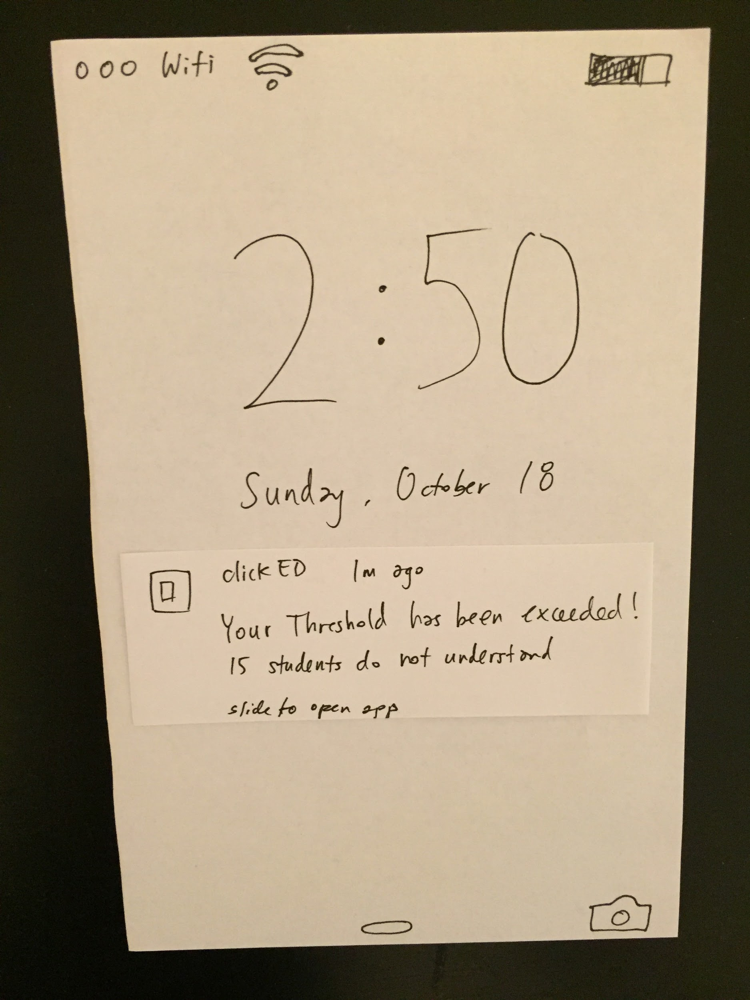 ooo Wifi
2:50
Sunday, October 18
clickED 1m ago
Your Threshold has been exceeded!
15 students do not understand
slide to open app